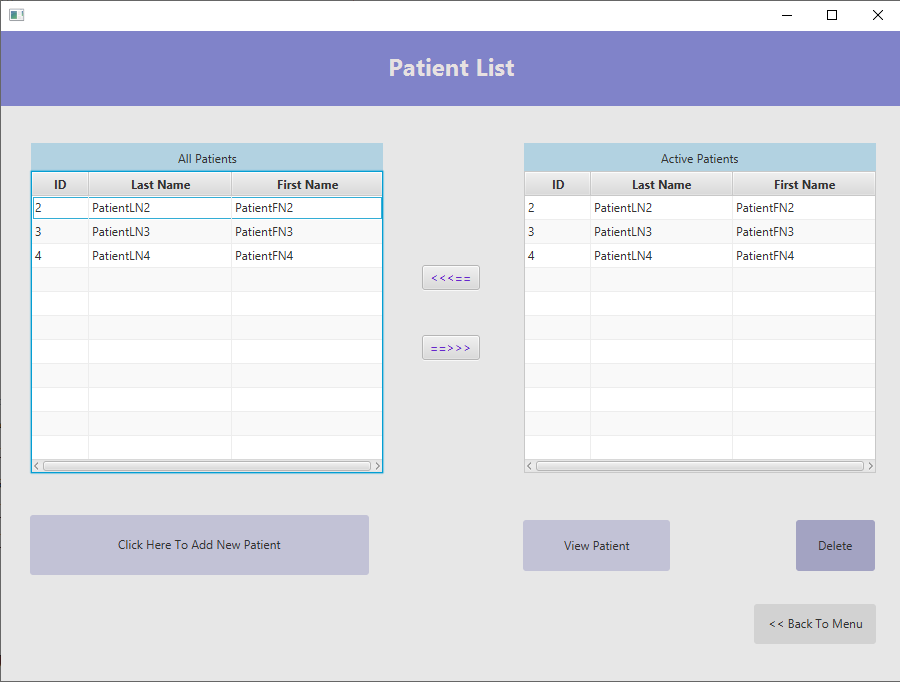 Patient List
All Patients
ID Last Name First Name
2 PatientLN2 PatientFN2
3 PatientLN3 PatientFN3
4 PatientLN4 PatientFN4
<<<==
==>>>
Active Patients
ID Last Name First Name
2 PatientLN2 PatientFN2
3 PatientLN3 PatientFN3
4 PatientLN4 PatientFN4
Click Here To Add New Patient
View Patient
Delete
<< Back To Menu